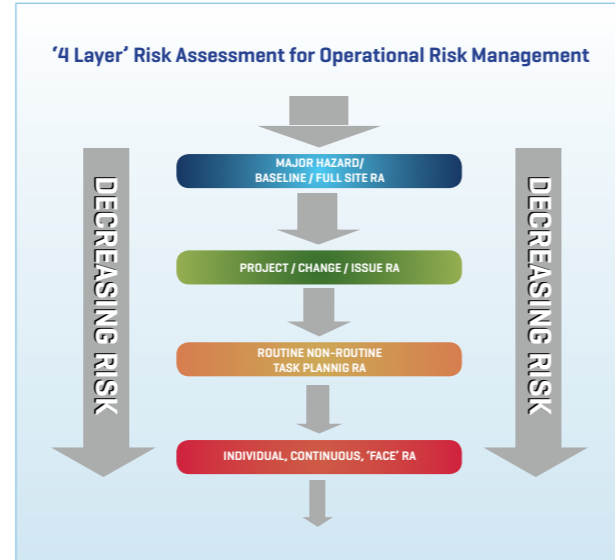 '4 Layer' Risk Assessment for Operational Risk Management
DECREASING RISK
MAJOR HAZARD/
BASELINE / FULL SITE RA
PROJECT / CHANGE / ISSUE RA
ROUTINE NON-ROUTINE
TASK PLANNIG RA
INDIVIDUAL, CONTINUOUS, 'FACE' RA
DECREASING RISK